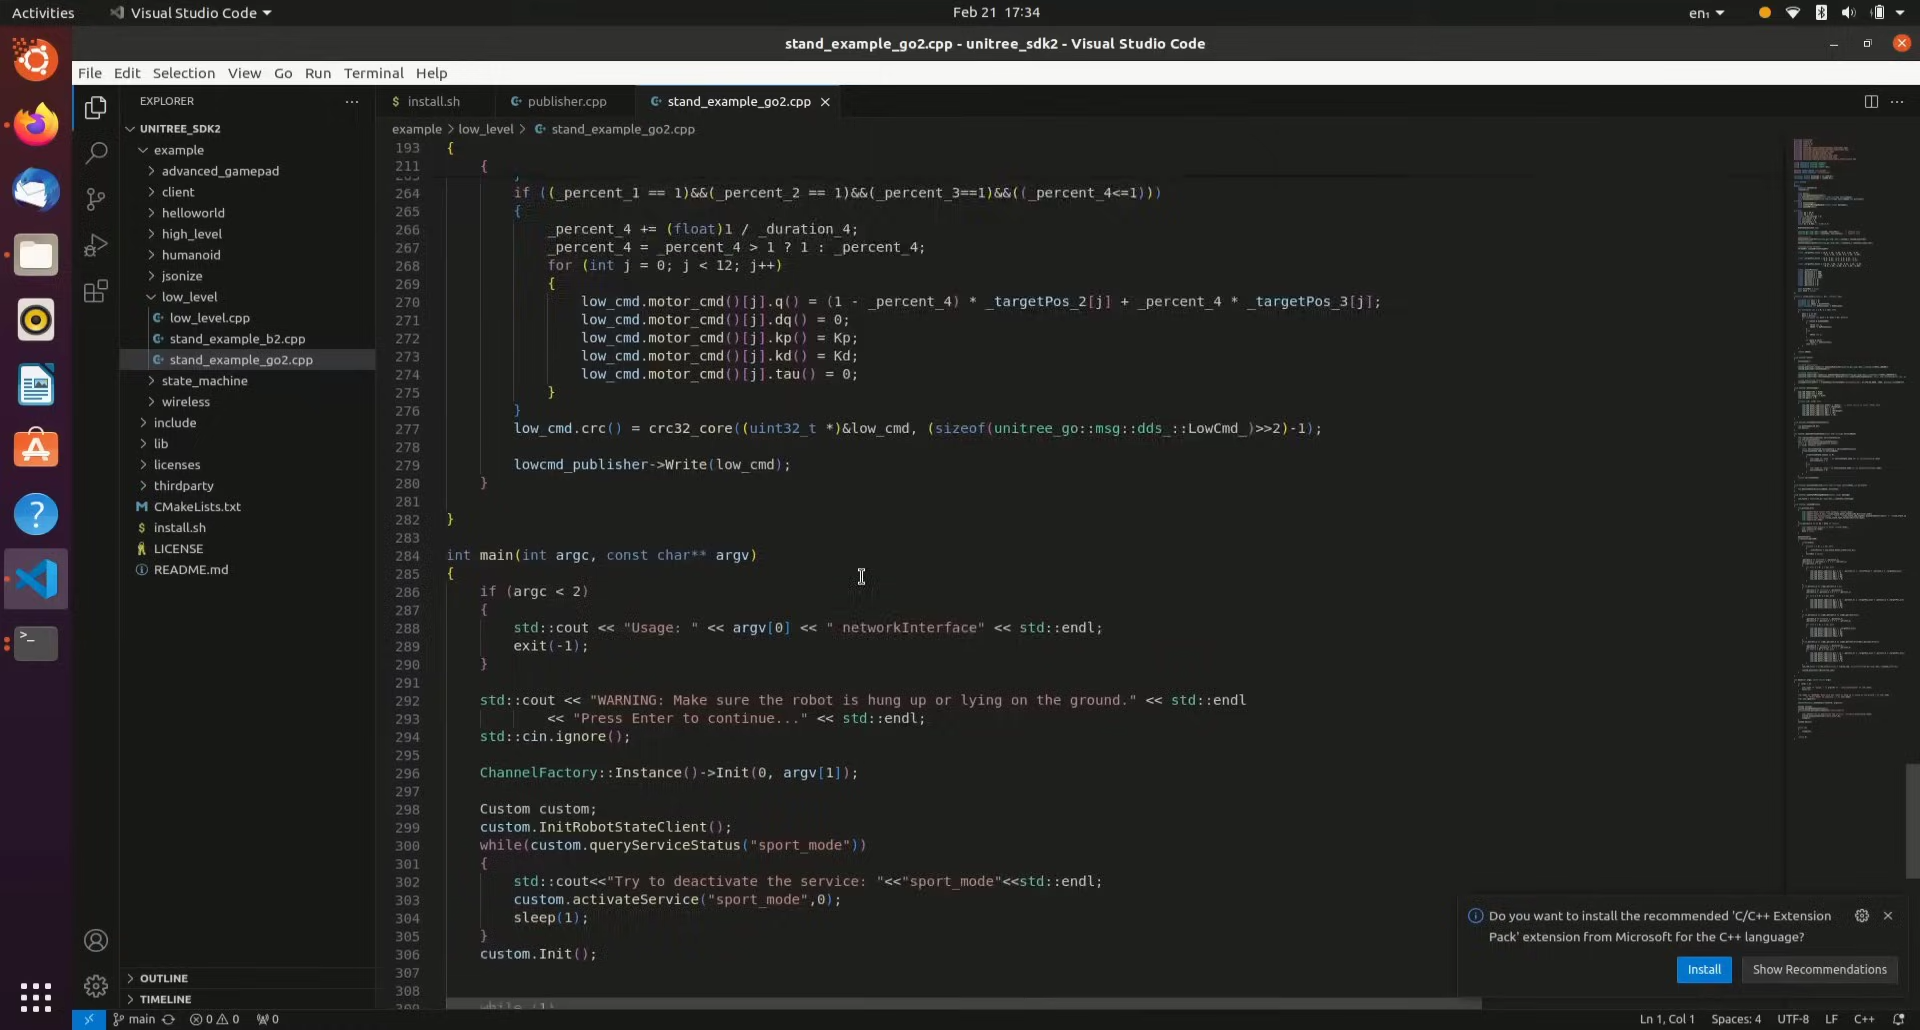 Activities
Visual Studio Code
Feb 21 17:34
en₁
stand_example_go2.cpp - unitree_sdk2 - Visual Studio Code
File Edit Selection View Go Run Terminal Help
EXPLORER
UNITREE_SDK2
example
advanced_gamepad
client
helloworld
high_level
humanoid
jsonize
low_level
low_level.cpp
stand_example_b2.cpp
stand_example_go2.cpp
state_machine
wireless
include
lib
licenses
thirdparty
CMakeLists.txt
install.sh
LICENSE
README.md
OUTLINE
TIMELINE
install.sh
publisher.cpp
stand_example_go2.cpp
example > low_level > stand_example_go2.cpp
193 {
211 {
264 if ((_percent_1 == 1)&&(_percent_2 == 1)&&(_percent_3==1)&&((_percent_4<=1)))
265 {
266 _percent_4 += (float)1 / _duration_4;
267 _percent_4 = _percent_4 > 1 ? 1 : _percent_4;
268 for (int j = 0; j < 12; j++)
269 {
270 low_cmd.motor_cmd()[j].q() = (1 - _percent_4) * _targetPos_2[j] + _percent_4 * _targetPos_3[j];
271 low_cmd.motor_cmd()[j].dq() = 0;
272 low_cmd.motor_cmd()[j].kp() = Kp;
273 low_cmd.motor_cmd()[j].kd() = Kd;
274 low_cmd.motor_cmd()[j].tau() = 0;
275 }
276 }
277 low_cmd.crc() = crc32_core((uint32_t *)&low_cmd, (sizeof(unitree_go::msg::dds_::LowCmd_)>>2)-1);
278
279 lowcmd_publisher->Write(low_cmd);
280 }
281
282 }
283
284 int main(int argc, const char** argv)
285 {
286 if (argc < 2)
287 {
288 std::cout << "Usage: " << argv[0] << " networkInterface" << std::endl;
289 exit(-1);
290 }
291
292 std::cout << "WARNING: Make sure the robot is hung up or lying on the ground." << std::endl
293 << "Press Enter to continue..." << std::endl;
294 std::cin.ignore();
295
296 ChannelFactory::Instance()->Init(0, argv[1]);
297
298 Custom custom;
299 custom.InitRobotStateClient();
300 while(custom.queryServiceStatus("sport_mode"))
301 {
302 std::cout<<"Try to deactivate the service: "<<"sport_mode"<<std::endl;
303 custom.activateService("sport_mode",0);
304 sleep(1);
305 }
306 custom.Init();
307
308
309 while (1)
Do you want to install the recommended 'C/C++ Extension
Pack' extension from Microsoft for the C++ language?
Install
Show Recommendations
main
0 0
0
Ln 1, Col 1
Spaces: 4
UTF-8
LF
C++